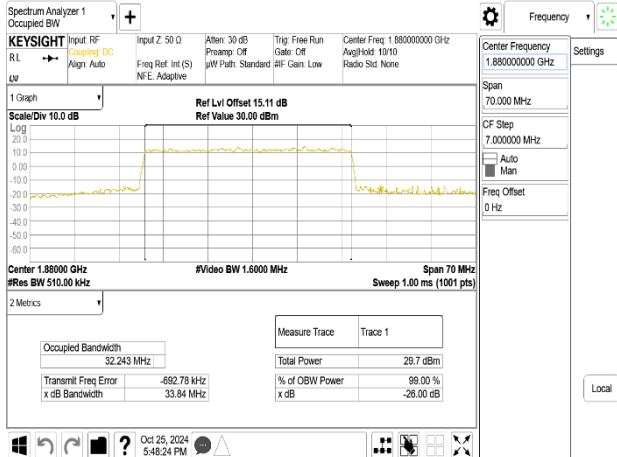 Spectrum Analyzer 1
Occupied BW
+
Frequency
KEYSIGHT Input: RF Input Z: 50 Ω Atten: 30 dB Trig: Free Run Center Freq: 1.880000000 GHz
RL Coupling: DC Preamp: Off Gate: Off Avg|Hold: 10/10
Align: Auto Freq Ref: Int (S) µW Path: Standard #IF Gain: Low Radio Std: None
NFE: Adaptive
Center Frequency
1.880000000 GHz
Settings
Span
70.000 MHz
CF Step
7.000000 MHz
Auto
Man
Freq Offset
0 Hz
Local
1 Graph
Ref Lvl Offset 15.11 dB
Scale/Div 10.0 dB Ref Value 30.00 dBm
Log
20.0
10.0
0.00
-10.0
-20.0
-30.0
-40.0
-50.0
-60.0
Center 1.88000 GHz #Video BW 1.6000 MHz Span 70 MHz
#Res BW 510.00 kHz Sweep 1.00 ms (1001 pts)
2 Metrics
Measure Trace Trace 1
Occupied Bandwidth
32.243 MHz Total Power 29.7 dBm
Transmit Freq Error -692.78 kHz % of OBW Power 99.00 %
x dB Bandwidth 33.84 MHz x dB -26.00 dB
? Oct 25, 2024
5:48:24 PM